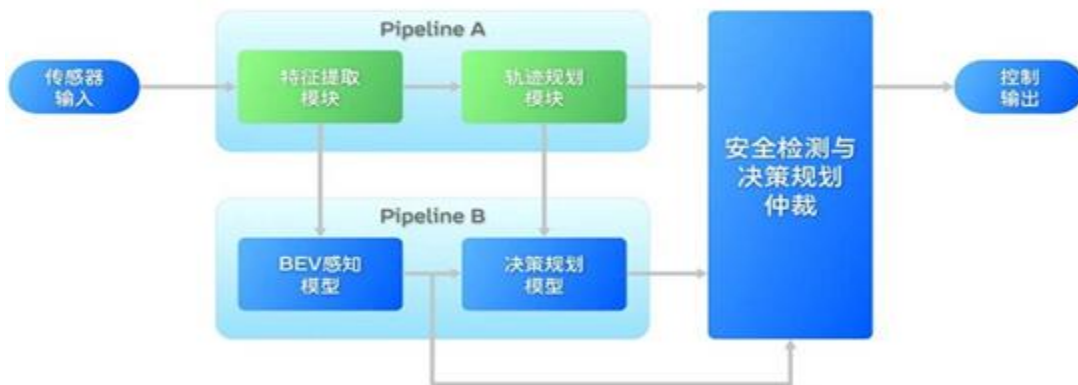 Pipeline A
传感器
输入
特征提取
模块
轨迹规划
模块
安全检测与
决策规划
仲裁
控制
输出
Pipeline B
BEV感知
模型
决策规划
模型